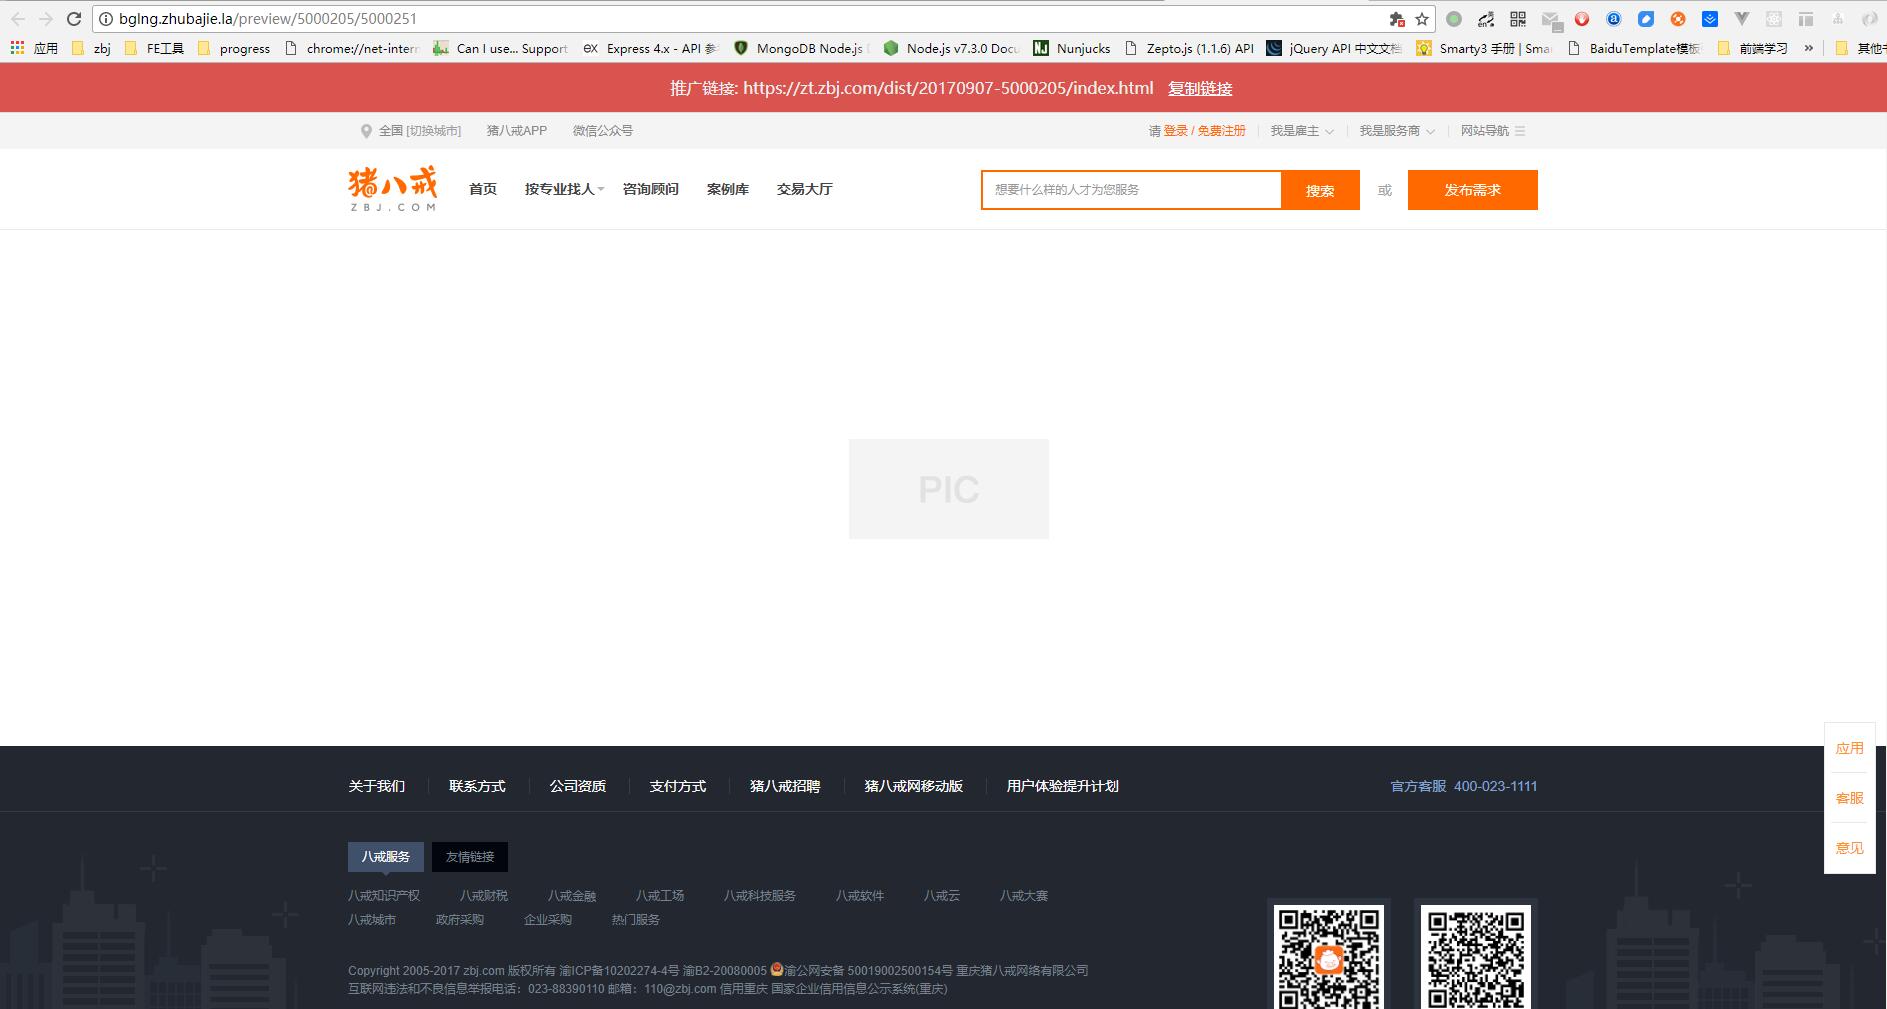 bglng.zhubajie.la/preview/5000205/5000251
应用 zbj FE工具 progress chrome://net-intern Can I use... Support Express 4.x - API 参 MongoDB Node.js Node.js v7.3.0 Docu Nunjucks Zepto.js (1.1.6) API jQuery API 中文文档 Smarty3 手册 | Smar BaiduTemplate模板 前端学习 » 其他
推广链接: https://zt.zbj.com/dist/20170907-5000205/index.html 复制链接
全国 [切换城市] 猪八戒APP 微信公众号 请 登录 / 免费注册 我是雇主 我是服务商 网站导航
猪八戒
ZBJ.COM
首页 按专业找人 咨询顾问 案例库 交易大厅 想要什么样的人才为您服务 搜索 或 发布需求
PIC
应用
客服
意见
关于我们 联系方式 公司资质 支付方式 猪八戒招聘 猪八戒网移动版 用户体验提升计划 官方客服 400-023-1111
八戒服务 友情链接
八戒知识产权 八戒财税 八戒金融 八戒工场 八戒科技服务 八戒软件 八戒云 八戒大赛
八戒城市 政府采购 企业采购 热门服务
Copyright 2005-2017 zbj.com 版权所有 渝ICP备10202274-4号 渝B2-20080005 渝公网安备 50019002500154号 重庆猪八戒网络有限公司
互联网违法和不良信息举报电话：023-88390110 邮箱：110@zbj.com 信用重庆 国家企业信用信息公示系统(重庆)